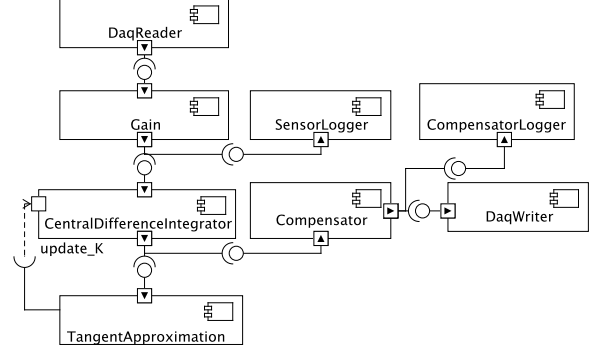 DaqReader
Gain
SensorLogger
CompensatorLogger
CentralDifferenceIntegrator
Compensator
DaqWriter
update_K
TangentApproximation